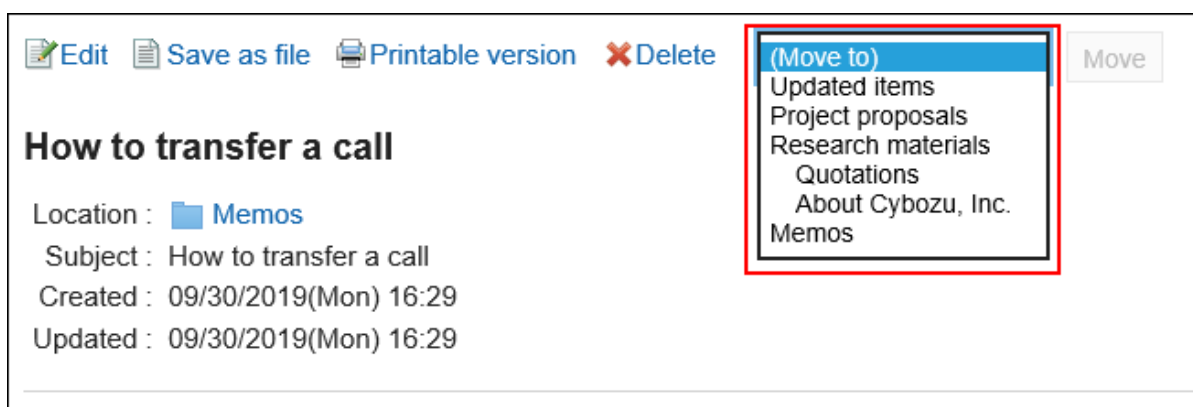 Edit Save as file Printable version Delete (Move to) Move
Updated items
Project proposals
Research materials
Quotations
About Cybozu, Inc.
Memos
How to transfer a call
Location : Memos
Subject : How to transfer a call
Created : 09/30/2019(Mon) 16:29
Updated : 09/30/2019(Mon) 16:29